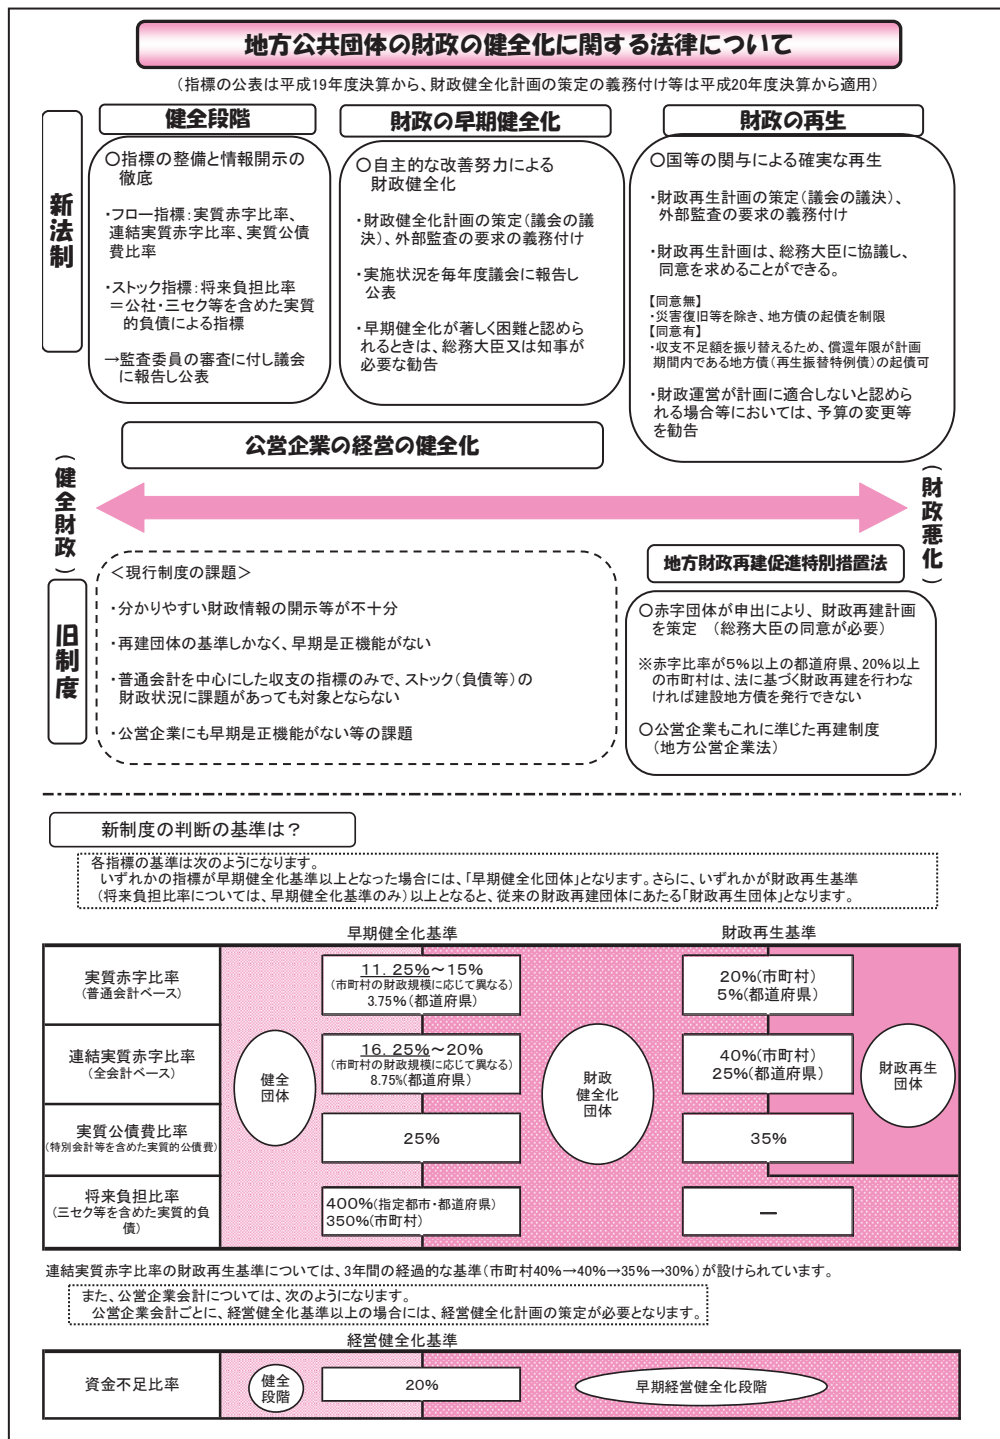 地方公共団体の財政の健全化に関する法律について
（指標の公表は平成19年度決算から、財政健全化計画の策定の義務付け等は平成20年度決算から適用）
新法制
健全段階
○指標の整備と情報開示の
徹底
・フロー指標：実質赤字比率、
連結実質赤字比率、実質公債
費比率
・ストック指標：将来負担比率
＝公社・三セク等を含めた実質
的負債による指標
→監査委員の審査に付し議会
に報告し公表
財政の早期健全化
○自主的な改善努力による
財政健全化
・財政健全化計画の策定（議会の議
決）、外部監査の要求の義務付け
・実施状況を毎年度議会に報告し
公表
・早期健全化が著しく困難と認めら
れるときは、総務大臣又は知事が
必要な勧告
財政の再生
○国等の関与による確実な再生
・財政再生計画の策定（議会の議決）、
外部監査の要求の義務付け
・財政再生計画は、総務大臣に協議し、
同意を求めることができる。
【同意無】
・災害復旧等を除き、地方債の起債を制限
【同意有】
・収支不足額を振り替えるため、償還年限が計画
期間内である地方債（再生振替特例債）の起債可
・財政運営が計画に適合しないと認めら
れる場合等においては、予算の変更等
を勧告
公営企業の経営の健全化
（健全財政）
（財政悪化）
旧制度
＜現行制度の課題＞
・分かりやすい財政情報の開示等が不十分
・再建団体の基準しかなく、早期是正機能がない
・普通会計を中心にした収支の指標のみで、ストック（負債等）の
財政状況に課題があっても対象とならない
・公営企業にも早期是正機能がない等の課題
地方財政再建促進特別措置法
○赤字団体が申出により、財政再建計画
を策定　（総務大臣の同意が必要）
※赤字比率が5％以上の都道府県、20％以上
の市町村は、法に基づく財政再建を行わな
ければ建設地方債を発行できない
○公営企業もこれに準じた再建制度
（地方公営企業法）
新制度の判断の基準は？
各指標の基準は次のようになります。
いずれかの指標が早期健全化基準以上となった場合には、「早期健全化団体」となります。さらに、いずれかが財政再生基準
（将来負担比率については、早期健全化基準のみ）以上となると、従来の財政再建団体にあたる「財政再生団体」となります。
早期健全化基準
財政再生基準
実質赤字比率
（普通会計ベース）
11．25％～15％
（市町村の財政規模に応じて異なる）
3.75％（都道府県）
20％（市町村）
5％（都道府県）
連結実質赤字比率
（全会計ベース）
健全
団体
16．25％～20％
（市町村の財政規模に応じて異なる）
8.75％（都道府県）
財政
健全化
団体
40％（市町村）
25％（都道府県）
財政再生
団体
実質公債費比率
（特別会計等を含めた実質的公債費）
25％
35％
将来負担比率
（三セク等を含めた実質的負
債）
400％（指定都市・都道府県）
350％（市町村）
－
連結実質赤字比率の財政再生基準については、3年間の経過的な基準（市町村40％→40％→35％→30％）が設けられています。
また、公営企業会計については、次のようになります。
公営企業会計ごとに、経営健全化基準以上の場合には、経営健全化計画の策定が必要となります。
経営健全化基準
資金不足比率
健全
段階
20％
早期経営健全化段階